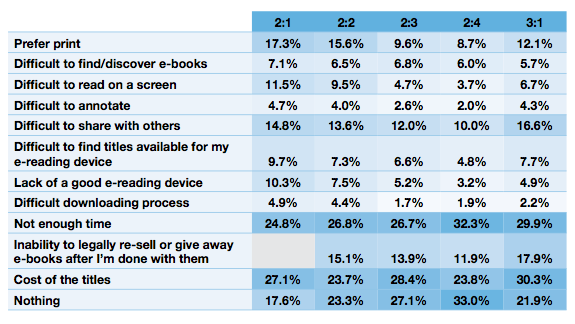 2:1 2:2 2:3 2:4 3:1
Prefer print 17.3% 15.6% 9.6% 8.7% 12.1%
Difficult to find/discover e-books 7.1% 6.5% 6.8% 6.0% 5.7%
Difficult to read on a screen 11.5% 9.5% 4.7% 3.7% 6.7%
Difficult to annotate 4.7% 4.0% 2.6% 2.0% 4.3%
Difficult to share with others 14.8% 13.6% 12.0% 10.0% 16.6%
Difficult to find titles available for my
e-reading device 9.7% 7.3% 6.6% 4.8% 7.7%
Lack of a good e-reading device 10.3% 7.5% 5.2% 3.2% 4.9%
Difficult downloading process 4.9% 4.4% 1.7% 1.9% 2.2%
Not enough time 24.8% 26.8% 26.7% 32.3% 29.9%
Inability to legally re-sell or give away
e-books after I'm done with them 15.1% 13.9% 11.9% 17.9%
Cost of the titles 27.1% 23.7% 28.4% 23.8% 30.3%
Nothing 17.6% 23.3% 27.1% 33.0% 21.9%